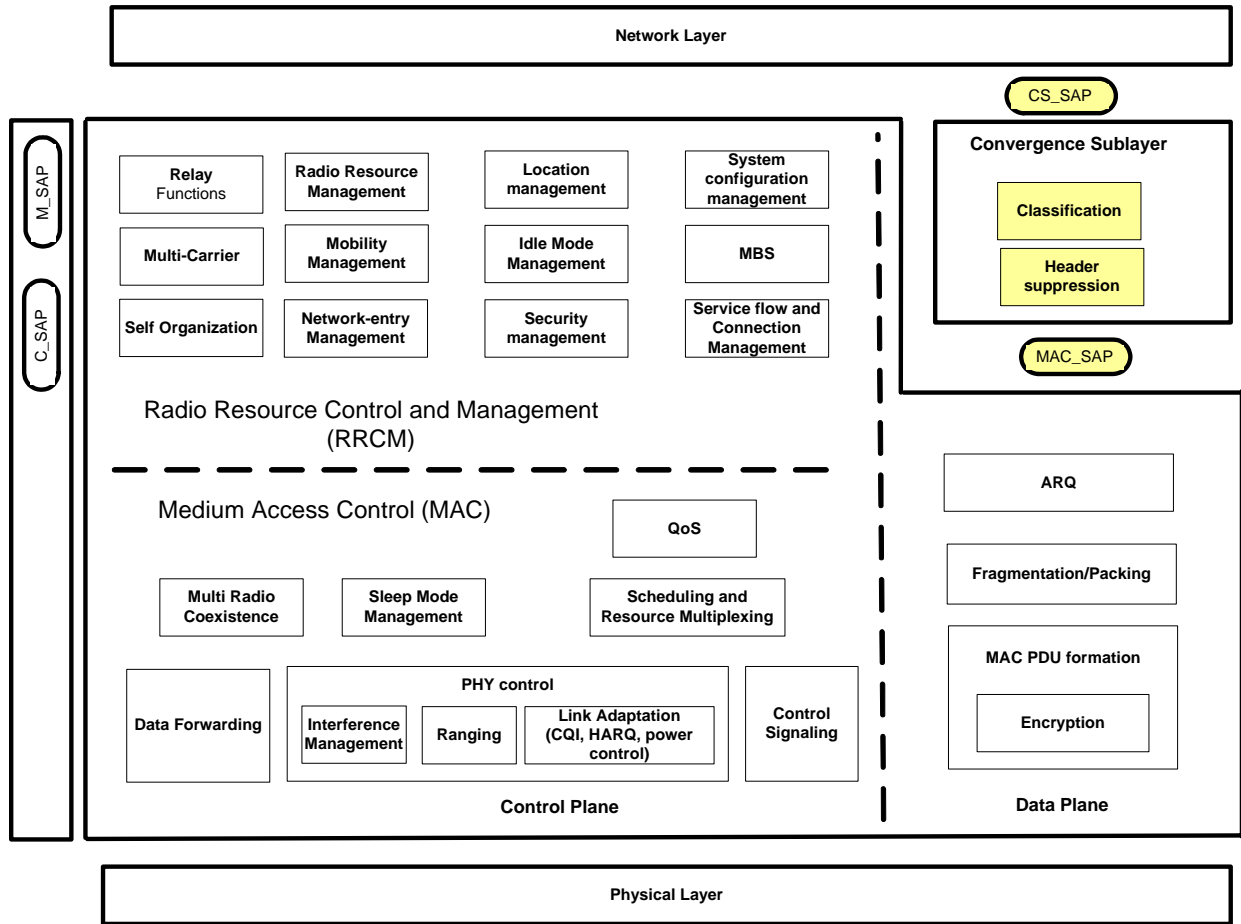 Network Layer
CS_SAP
M_SAP
C_SAP
Relay
Functions
Radio Resource
Management
Location
management
System
configuration
management
Multi-Carrier
Mobility
Management
Idle Mode
Management
MBS
Self Organization
Network-entry
Management
Security
management
Service flow and
Connection
Management
Radio Resource Control and Management
(RRCM)
Convergence Sublayer
Classification
Header
suppression
MAC_SAP
Medium Access Control (MAC)
QoS
Multi Radio
Coexistence
Sleep Mode
Management
Scheduling and
Resource Multiplexing
Data Forwarding
PHY control
Interference
Management
Ranging
Link Adaptation
(CQI, HARQ, power
control)
Control
Signaling
Control Plane
ARQ
Fragmentation/Packing
MAC PDU formation
Encryption
Data Plane
Physical Layer